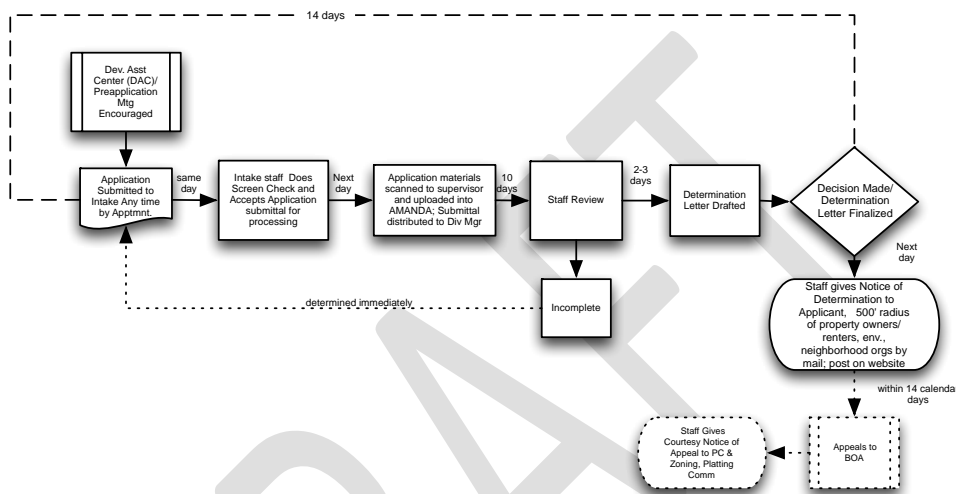 14 days
Dev. Asst
Center (DAC)/
Preapplication
Mtg
Encouraged
Application
Submitted to
Intake Any time
by Apptmnt.
same
day
Intake staff Does
Screen Check and
Accepts Application
submittal for
processing
Next
day
Application materials
scanned to supervisor
and uploaded into
AMANDA; Submittal
distributed to Div Mgr
10
days
Staff Review
2-3
days
Determination
Letter Drafted
Decision Made/
Determination
Letter Finalized
Next
day
determined immediately
Incomplete
Staff gives Notice of
Determination to
Applicant, 500' radius
of property owners/
renters, env.,
neighborhood orgs by
mail; post on website
within 14 calenda
days
Appeals to
BOA
Staff Gives
Courtesy Notice of
Appeal to PC &
Zoning, Platting
Comm
DRAFT